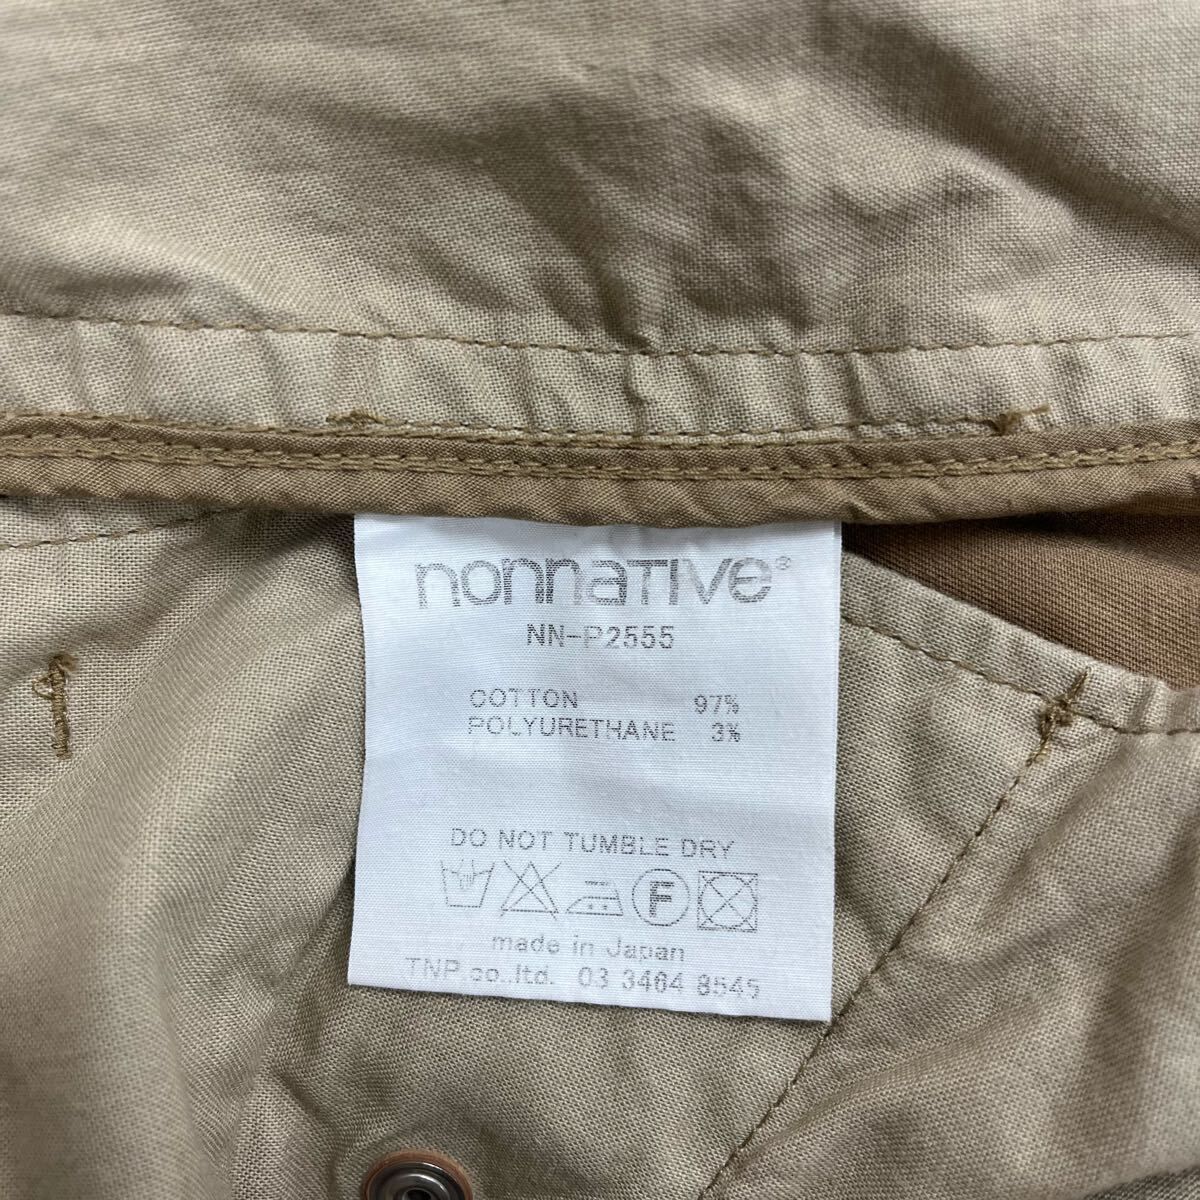 nonnative®
NN-P2555
COTTON 97%
POLYURETHANE 3%
DO NOT TUMBLE DRY
F
made in Japan
TNP.co.,ltd. 03 3464 8545